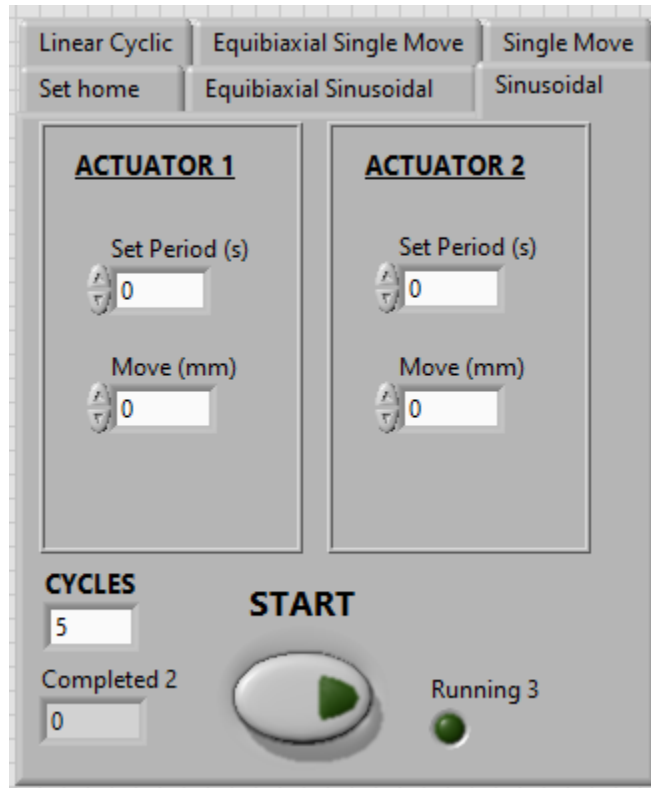 Linear Cyclic Equibiaxial Single Move Single Move
Set home Equibiaxial Sinusoidal Sinusoidal
ACTUATOR 1
Set Period (s)
0
Move (mm)
0
ACTUATOR 2
Set Period (s)
0
Move (mm)
0
CYCLES
5
Completed 2
0
START
Running 3